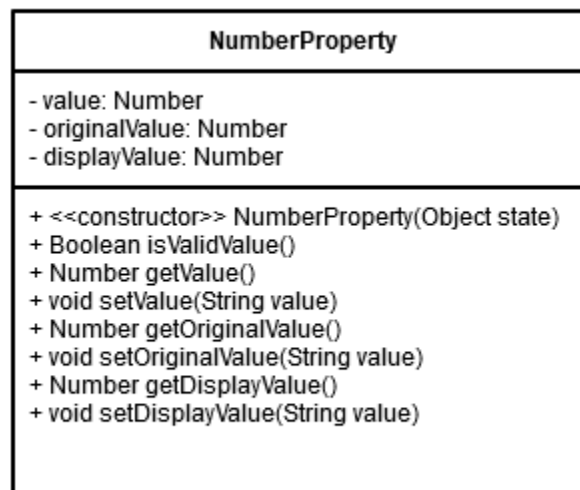 NumberProperty
- value: Number
- originalValue: Number
- displayValue: Number
+ <<constructor>> NumberProperty(Object state)
+ Boolean isValidValue()
+ Number getValue()
+ void setValue(String value)
+ Number getOriginalValue()
+ void setOriginalValue(String value)
+ Number getDisplayValue()
+ void setDisplayValue(String value)